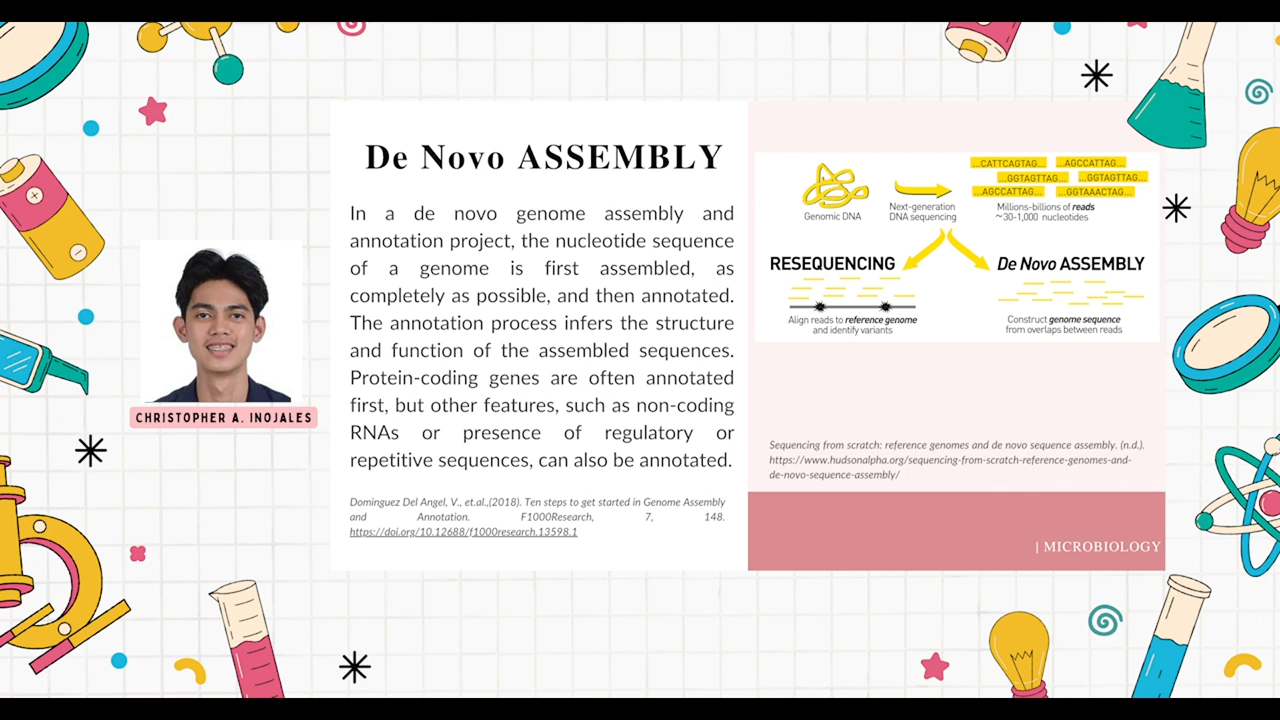 De Novo ASSEMBLY
In a de novo genome assembly and
annotation project, the nucleotide sequence
of a genome is first assembled, as
completely as possible, and then annotated.
The annotation process infers the structure
and function of the assembled sequences.
Protein-coding genes are often annotated
first, but other features, such as non-coding
RNAs or presence of regulatory or
repetitive sequences, can also be annotated.
Dominguez Del Angel, V., et.al.,(2018). Ten steps to get started in Genome Assembly
and Annotation. F1000Research, 7, 148.
https://doi.org/10.12688/f1000research.13598.1
CHRISTOPHER A. INOJALES
Genomic DNA
Next-generation
DNA sequencing
...CATTCAGTAG...
...AGCCATTAG...
...GGTAGTTAG...
...GGTAGTTAG...
...AGCCATTAG...
...GGTAAACTAG...
Millions-billions of reads
~30-1,000 nucleotides
RESEQUENCING
Align reads to reference genome
and identify variants
De Novo ASSEMBLY
Construct genome sequence
from overlaps between reads
Sequencing from scratch: reference genomes and de novo sequence assembly. (n.d.).
https://www.hudsonalpha.org/sequencing-from-scratch-reference-genomes-and-
de-novo-sequence-assembly/
| MICROBIOLOGY